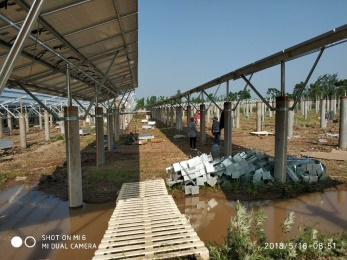 SHOT ON MI 6
MI DUAL CAMERA
2018/5/16 08:51